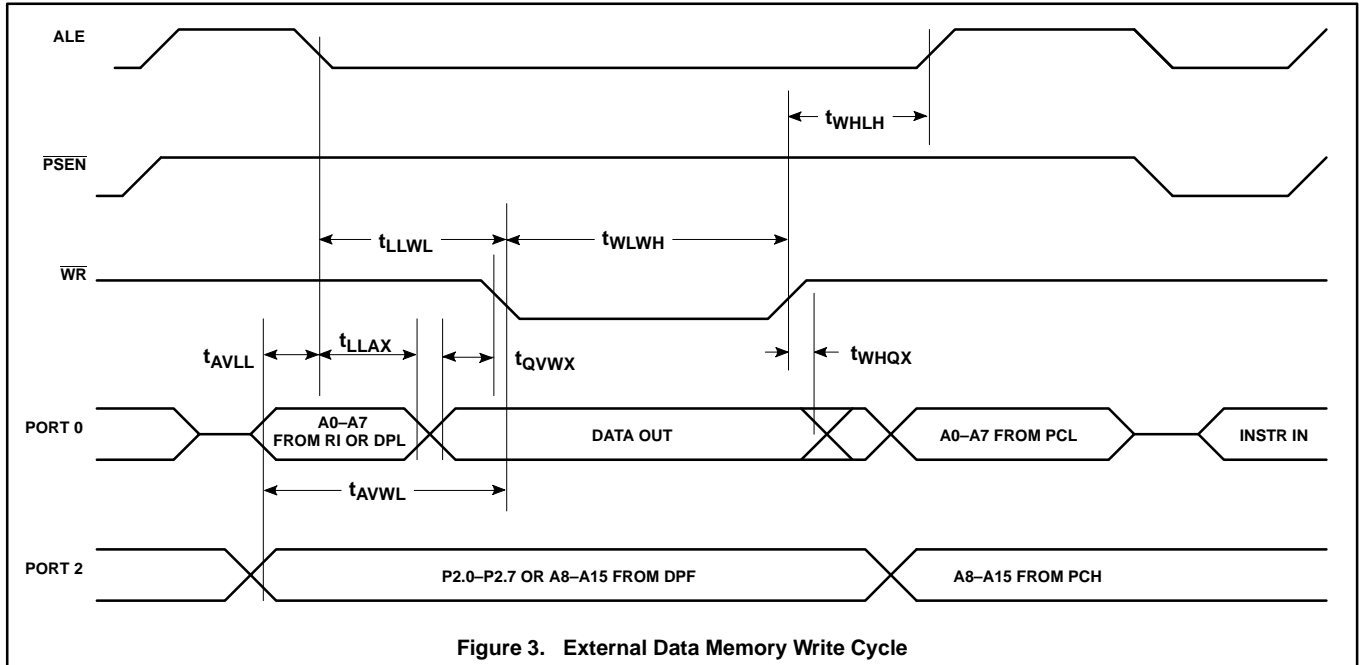 ALE
tWHLH
PSEN
tLLWL
tWLWH
WR
tAVLL
tLLAX
tQVWX
tWHQX
PORT 0
A0–A7
FROM RI OR DPL
DATA OUT
A0–A7 FROM PCL
INSTR IN
tAVWL
PORT 2
P2.0–P2.7 OR A8–A15 FROM DPF
A8–A15 FROM PCH
Figure 3. External Data Memory Write Cycle